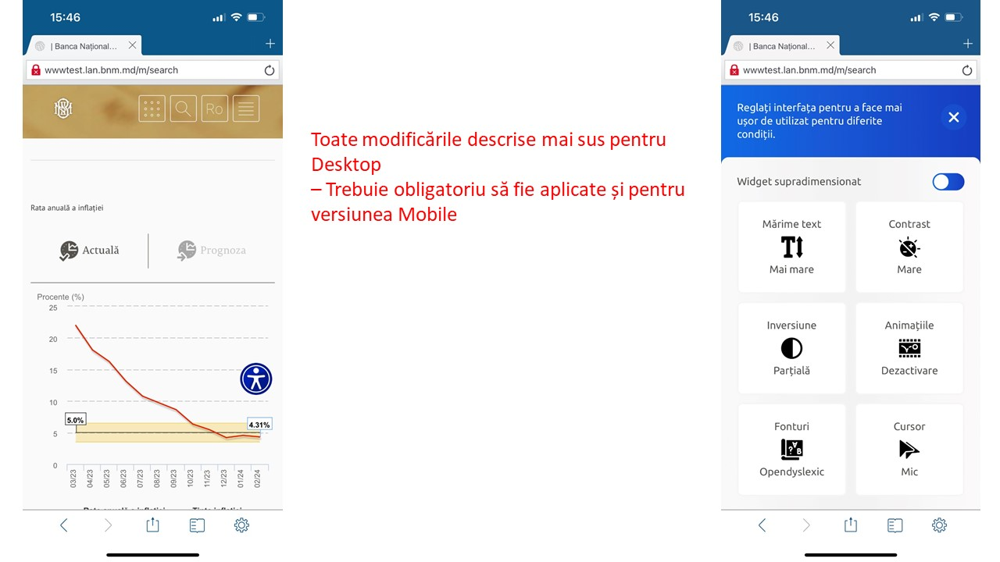 15:46
| Banca Național...
wwwtest.lan.bnm.md/m/search
Ro
Rata anuală a inflației
Actuală
Prognoza
Procente (%)
25
20
15
10
5
0
5.0%
4.31%
03/23
04/23
05/23
06/23
07/23
08/23
09/23
10/23
11/23
12/23
01/24
02/24
Rata anuală a inflației
Ținta inflației
Toate modificările descrise mai sus pentru
Desktop
– Trebuie obligatoriu să fie aplicate și pentru
versiunea Mobile
15:46
| Banca Național...
wwwtest.lan.bnm.md/m/search
Reglați interfața pentru a face mai
ușor de utilizat pentru diferite
condiții.
Widget supradimensionat
Mărime text
Mai mare
Contrast
Mare
Inversiune
Parțială
Animațiile
Dezactivare
Fonturi
Opendyslexic
Cursor
Mic